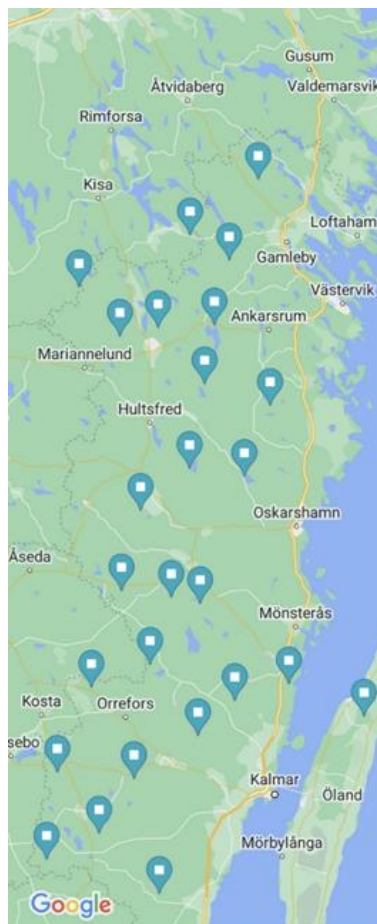 Gusum
Åtvidaberg
Valdemarsvik
Rimforsa
Kisa
Loftaham
Gamleby
Västervik
Ankarsrum
Mariannelund
Hultsfred
Oskarshamn
Åseda
Mönsterås
Kosta
Orrefors
sebo
Kalmar
Öland
Mörbylånga
Google